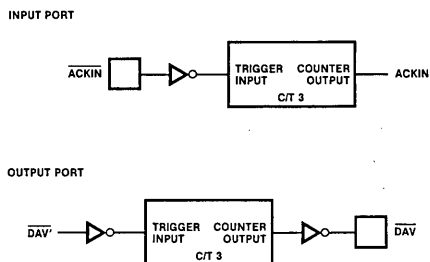 INPUT PORT
ACKIN
TRIGGER INPUT
COUNTER OUTPUT
C/T 3
ACKIN
OUTPUT PORT
DAV'
TRIGGER INPUT
COUNTER OUTPUT
C/T 3
DAV